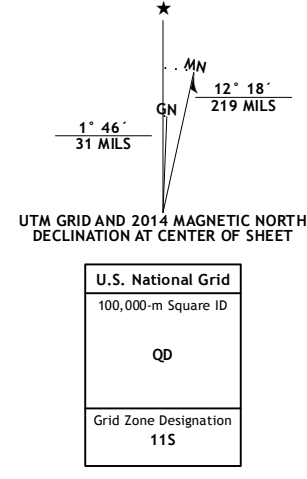 ★
MN
GN
12° 18´
219 MILS
1° 46´
31 MILS
UTM GRID AND 2014 MAGNETIC NORTH
DECLINATION AT CENTER OF SHEET
U.S. National Grid
100,000-m Square ID
QD
Grid Zone Designation
11S